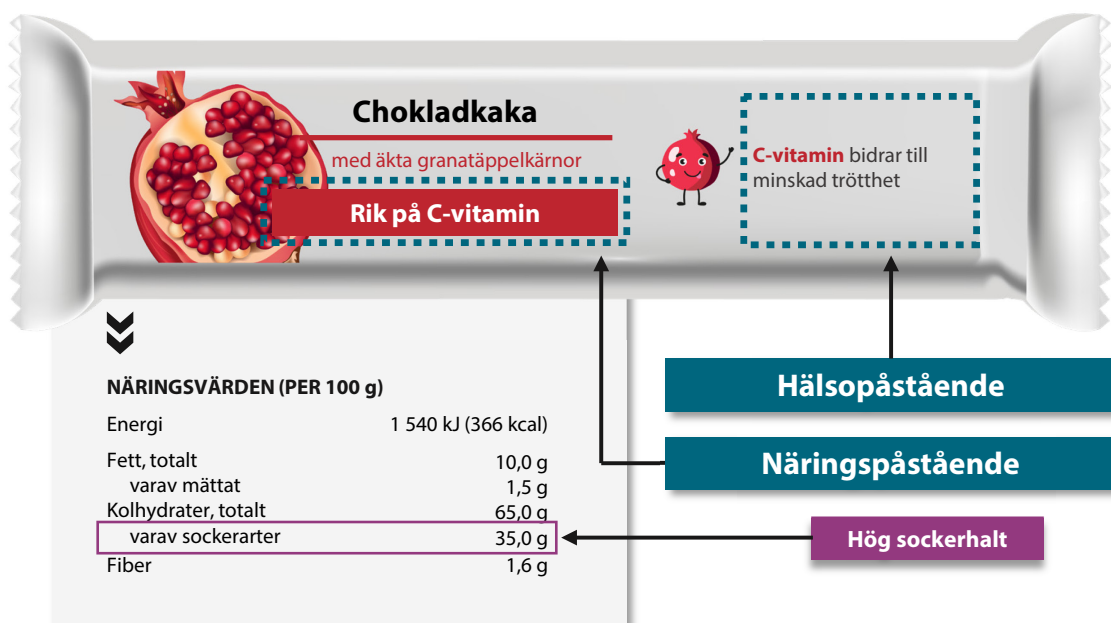 Chokladkaka
med äkta granatäppelkärnor
Rik på C-vitamin
C-vitamin bidrar till
minskad trötthet
NÄRINGSVÄRDEN (PER 100 g)
Energi 1 540 kJ (366 kcal)
Fett, totalt 10,0 g
varav mättat 1,5 g
Kolhydrater, totalt 65,0 g
varav sockerarter 35,0 g
Fiber 1,6 g
Hälsopåstående
Näringspåstående
Hög sockerhalt